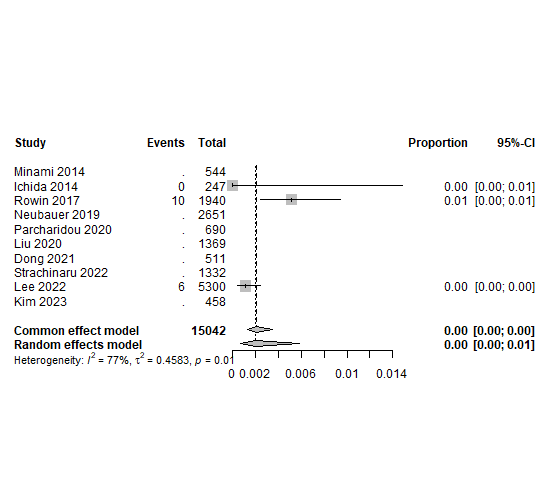 Study Events Total Proportion 95%-CI
Minami 2014 . 544
Ichida 2014 0 247 0.00 [0.00; 0.01]
Rowin 2017 10 1940 0.01 [0.00; 0.01]
Neubauer 2019 . 2651
Parcharidou 2020 . 690
Liu 2020 . 1369
Dong 2021 . 511
Strachinaru 2022 . 1332
Lee 2022 6 5300 0.00 [0.00; 0.00]
Kim 2023 . 458
Common effect model 15042 0.00 [0.00; 0.00]
Random effects model 0.00 [0.00; 0.01]
Heterogeneity: I² = 77%, τ² = 0.4583, p = 0.01
0 0.002 0.006 0.01 0.014